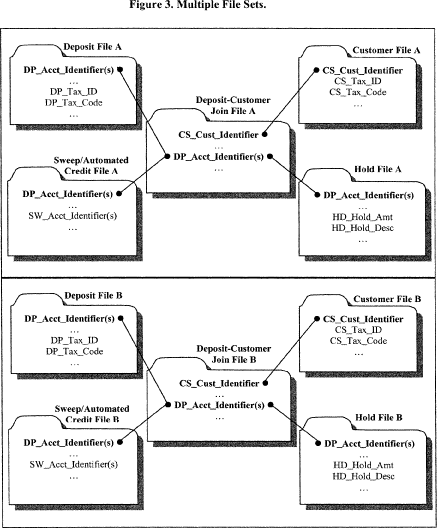 Figure 3. Multiple File Sets.
Deposit File A
DP_Acct_Identifier(s)
...
DP_Tax_ID
DP_Tax_Code
...
Customer File A
CS_Cust_Identifier
CS_Tax_ID
CS_Tax_Code
...
Deposit-Customer
Join File A
CS_Cust_Identifier
...
DP_Acct_Identifier(s)
...
Sweep/Automated
Credit File A
DP_Acct_Identifier(s)
...
SW_Acct_Identifier(s)
...
Hold File A
DP_Acct_Identifier(s)
...
HD_Hold_Amt
HD_Hold_Desc
...
Deposit File B
DP_Acct_Identifier(s)
...
DP_Tax_ID
DP_Tax_Code
...
Customer File B
CS_Cust_Identifier
CS_Tax_ID
CS_Tax_Code
...
Deposit-Customer
Join File B
CS_Cust_Identifier
...
DP_Acct_Identifier(s)
...
Sweep/Automated
Credit File B
DP_Acct_Identifier(s)
...
SW_Acct_Identifier(s)
...
Hold File B
DP_Acct_Identifier(s)
...
HD_Hold_Amt
HD_Hold_Desc
...